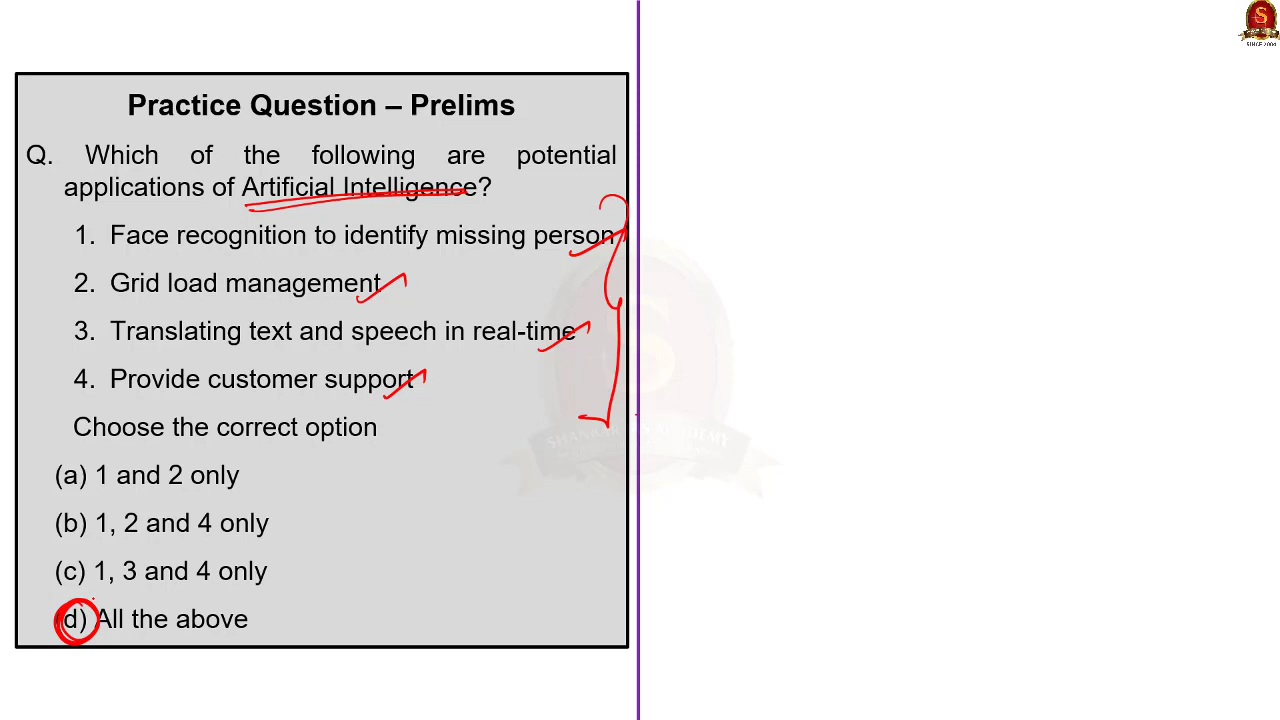 SINCE 2004
Practice Question – Prelims
Q. Which of the following are potential
applications of Artificial Intelligence?
1. Face recognition to identify missing person
2. Grid load management
3. Translating text and speech in real-time
4. Provide customer support
Choose the correct option
(a) 1 and 2 only
(b) 1, 2 and 4 only
(c) 1, 3 and 4 only
(d) All the above